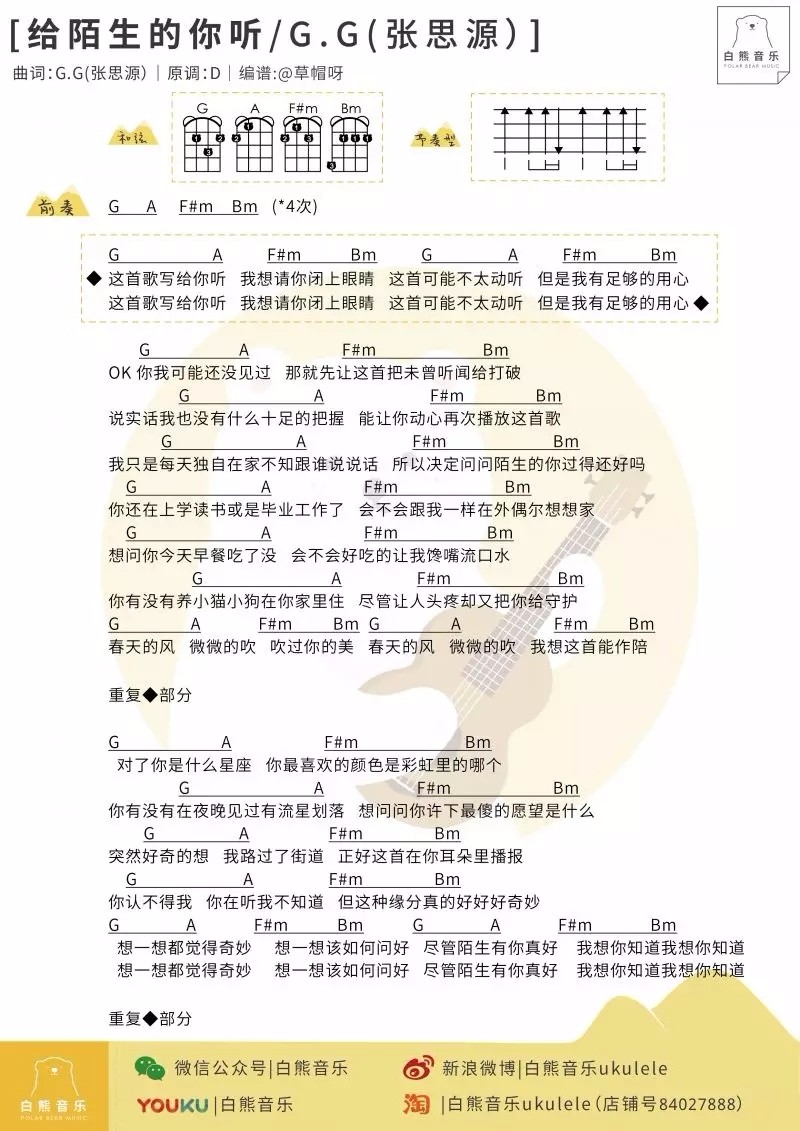 [给陌生的你听/G.G(张思源)]
白熊音乐
POLAR BEAR MUSIC
曲词:G.G(张思源)｜原调:D｜编谱:@草帽呀
和弦
G A F#m Bm
节奏型
前奏
G A F#m Bm (*4次)
G A F#m Bm G A F#m Bm
◆ 这首歌写给你听 我想请你闭上眼睛 这首可能不太动听 但是我有足够的用心
这首歌写给你听 我想请你闭上眼睛 这首可能不太动听 但是我有足够的用心 ◆
G A F#m Bm
OK 你我可能还没见过 那就先让这首把未曾听闻给打破
G A F#m Bm
说实话我也没有什么十足的把握 能让你动心再次播放这首歌
G A F#m Bm
我只是每天独自在家不知跟谁说说话 所以决定问问陌生的你过得还好吗
G A F#m Bm
你还在上学读书或是毕业工作了 会不会跟我一样在外偶尔想想家
G A F#m Bm
想问你今天早餐吃了没 会不会好吃的让我馋嘴流口水
G A F#m Bm
你有没有养小猫小狗在你家里住 尽管让人头疼却又把你给守护
G A F#m Bm G A F#m Bm
春天的风 微微的吹 吹过你的美 春天的风 微微的吹 我想这首能作陪
重复◆部分
G A F#m Bm
对了你是什么星座 你最喜欢的颜色是彩虹里的哪个
G A F#m Bm
你有没有在夜晚见过有流星划落 想问问你许下最傻的愿望是什么
G A F#m Bm
突然好奇的想 我路过了街道 正好这首在你耳朵里播报
G A F#m Bm
你认不得我 你在听我不知道 但这种缘分真的好好好奇妙
G A F#m Bm G A F#m Bm
想一想都觉得奇妙 想一想该如何问好 尽管陌生有你真好 我想你知道我想你知道
想一想都觉得奇妙 想一想该如何问好 尽管陌生有你真好 我想你知道我想你知道
重复◆部分
白熊音乐
POLAR BEAR MUSIC
微信公众号|白熊音乐
新浪微博|白熊音乐ukulele
YOUKU|白熊音乐
淘|白熊音乐ukulele(店铺号84027888)